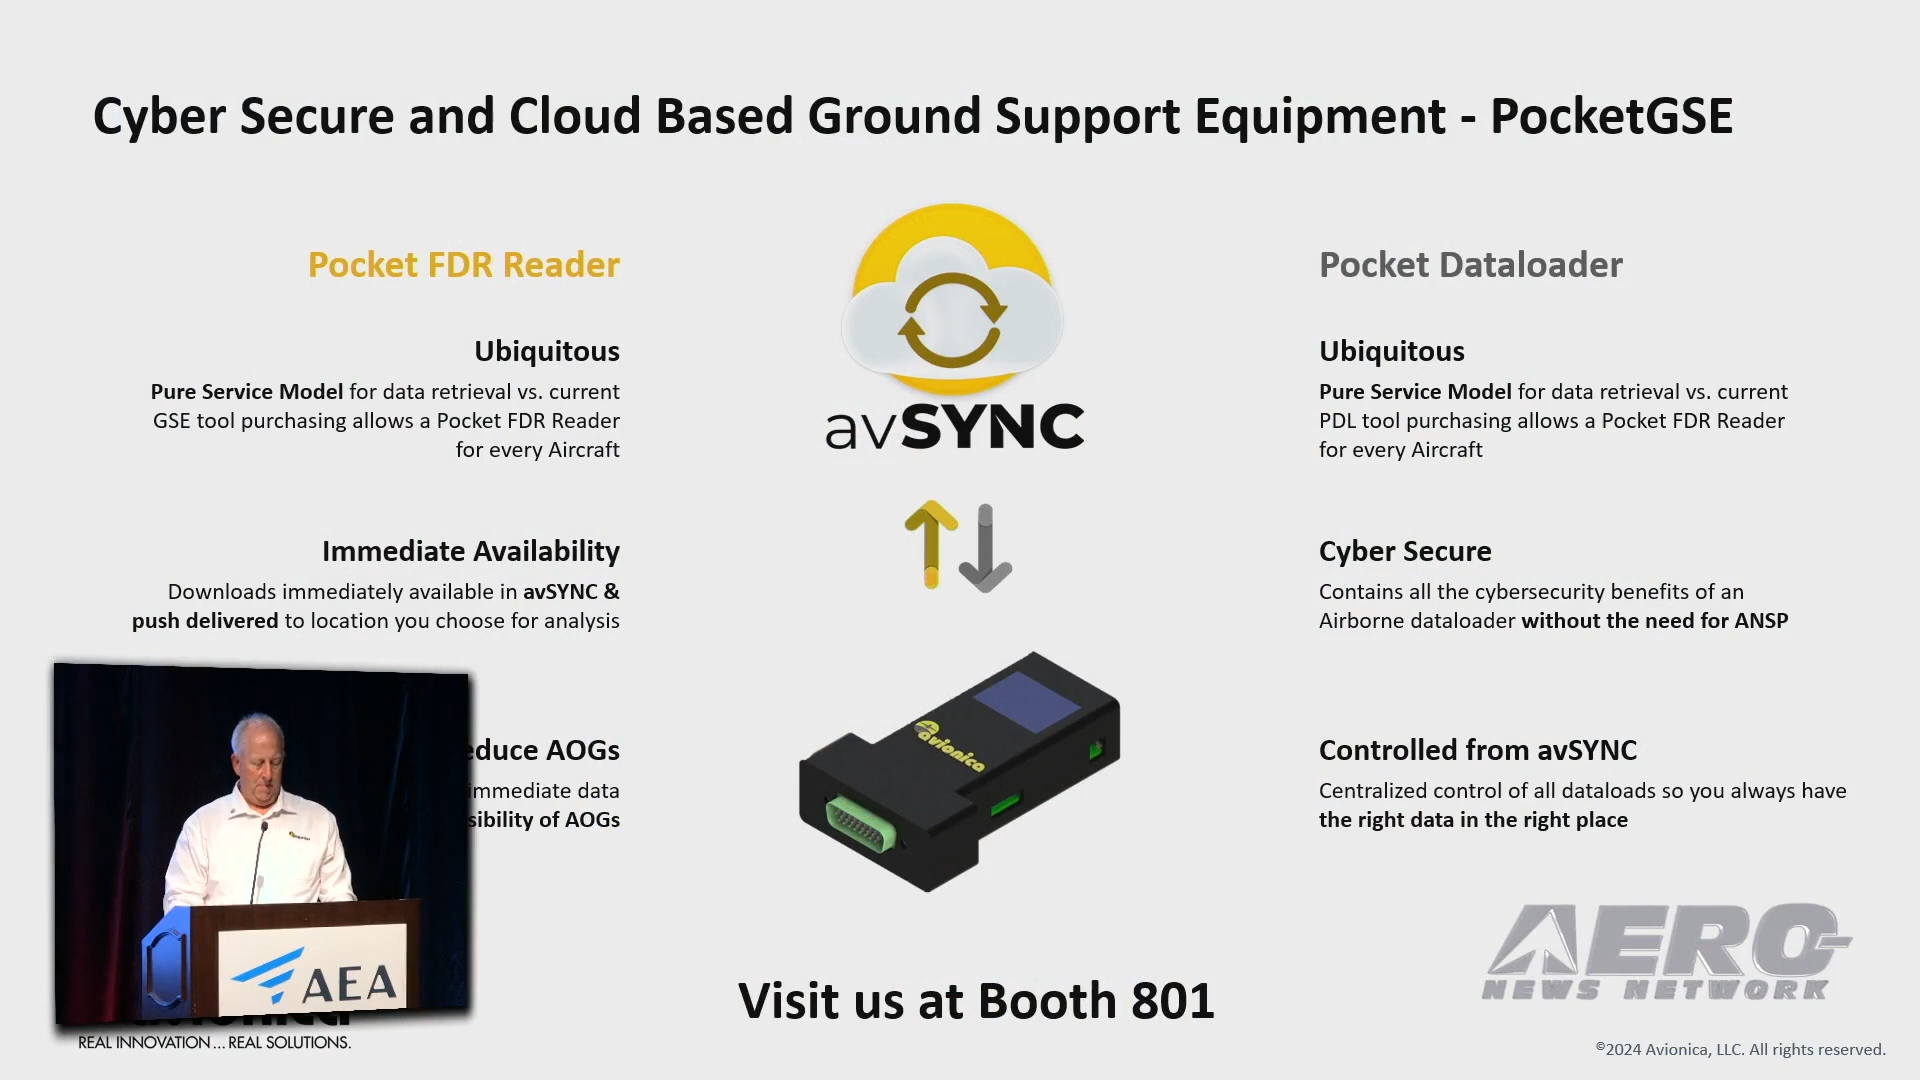 Cyber Secure and Cloud Based Ground Support Equipment - PocketGSE
Pocket FDR Reader
Ubiquitous
Pure Service Model for data retrieval vs. current
GSE tool purchasing allows a Pocket FDR Reader
for every Aircraft
Immediate Availability
Downloads immediately available in avSYNC &
push delivered to location you choose for analysis
educe AOGs
immediate data
sibility of AOGs
avSYNC
avionica
Pocket Dataloader
Ubiquitous
Pure Service Model for data retrieval vs. current
PDL tool purchasing allows a Pocket FDR Reader
for every Aircraft
Cyber Secure
Contains all the cybersecurity benefits of an
Airborne dataloader without the need for ANSP
Controlled from avSYNC
Centralized control of all dataloads so you always have
the right data in the right place
AEA
REAL INNOVATION... REAL SOLUTIONS.
Visit us at Booth 801
AERO-
NEWS NETWORK
©2024 Avionica, LLC. All rights reserved.